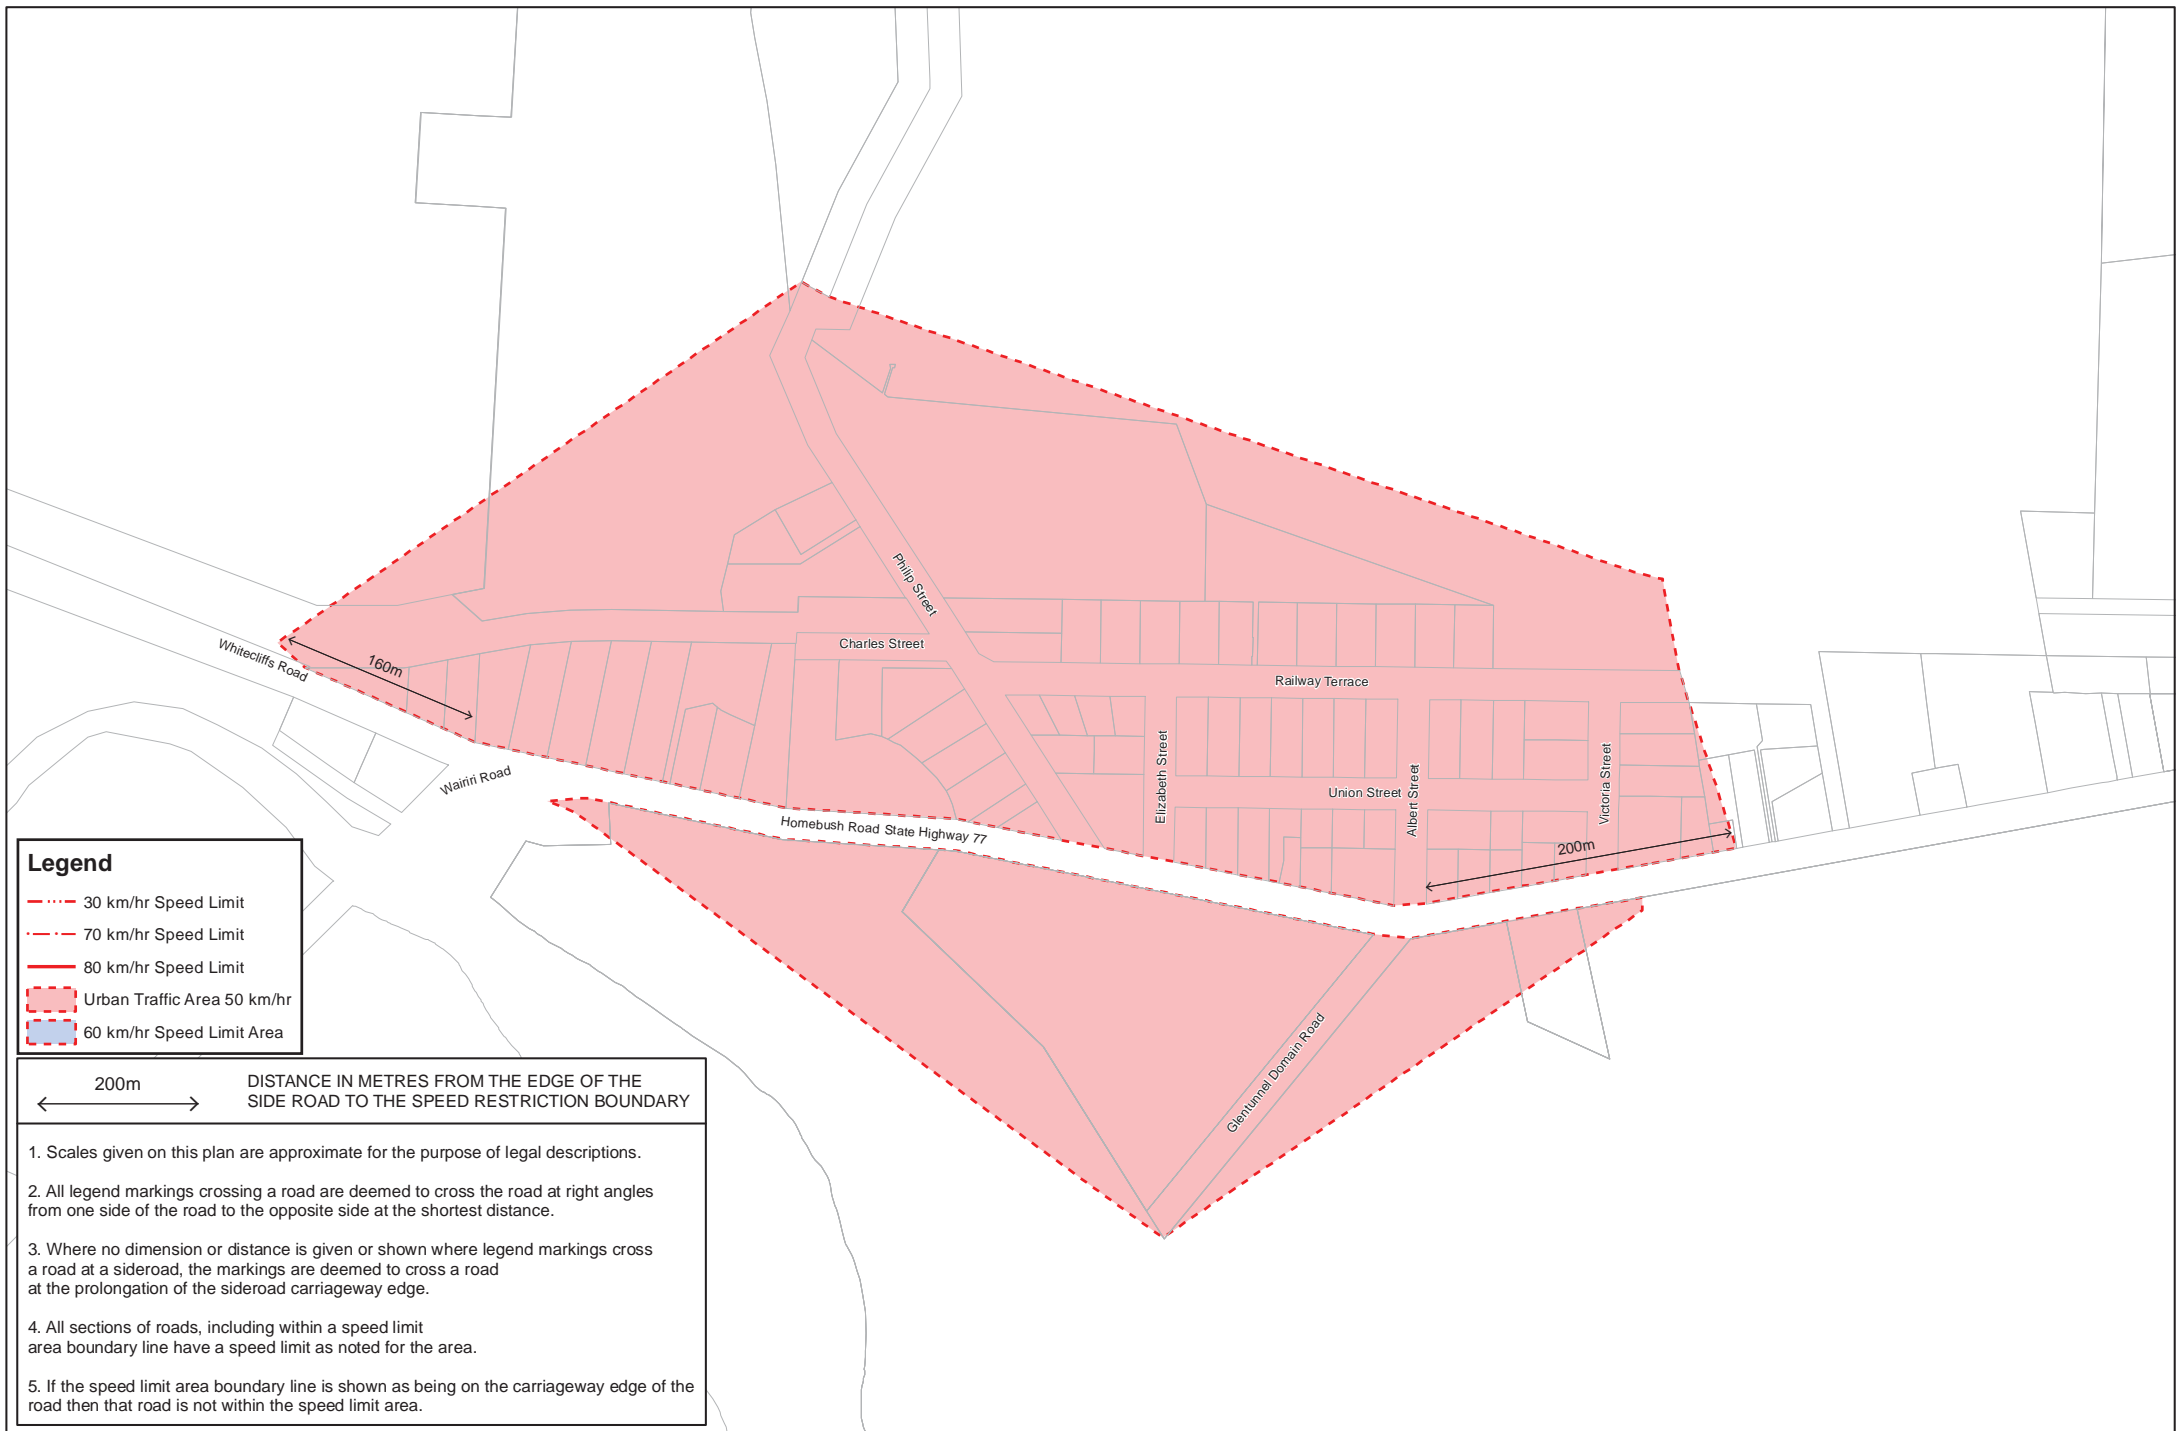 Philip Street
Charles Street
Whitecliffs Road
160m
Railway Terrace
Wairiri Road
Elizabeth Street
Union Street
Albert Street
Victoria Street
Homebush Road State Highway 77
200m
Glentunnel Domain Road
Legend
30 km/hr Speed Limit
70 km/hr Speed Limit
80 km/hr Speed Limit
Urban Traffic Area 50 km/hr
60 km/hr Speed Limit Area
200m
DISTANCE IN METRES FROM THE EDGE OF THE
SIDE ROAD TO THE SPEED RESTRICTION BOUNDARY
1. Scales given on this plan are approximate for the purpose of legal descriptions.
2. All legend markings crossing a road are deemed to cross the road at right angles
from one side of the road to the opposite side at the shortest distance.
3. Where no dimension or distance is given or shown where legend markings cross
a road at a sideroad, the markings are deemed to cross a road
at the prolongation of the sideroad carriageway edge.
4. All sections of roads, including within a speed limit
area boundary line have a speed limit as noted for the area.
5. If the speed limit area boundary line is shown as being on the carriageway edge of the
road then that road is not within the speed limit area.